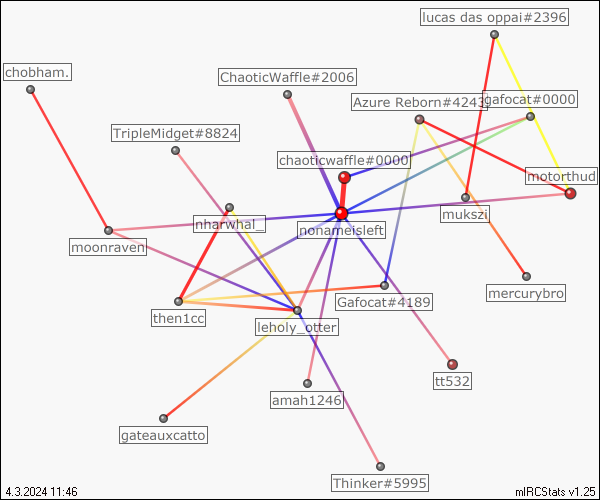 lucas das oppai#2396
chobham.
ChaoticWaffle#2006
Azure Reborn#4243
gafocat#0000
TripleMidget#8824
chaoticwaffle#0000
motorthud
nharwhal_
mukszi
nonameisleft
moonraven
mercurybro
Gafocat#4189
then1cc
leholy_otter
tt532
amah1246
gateauxcatto
Thinker#5995
4.3.2024 11:46
mIRCStats v1.25